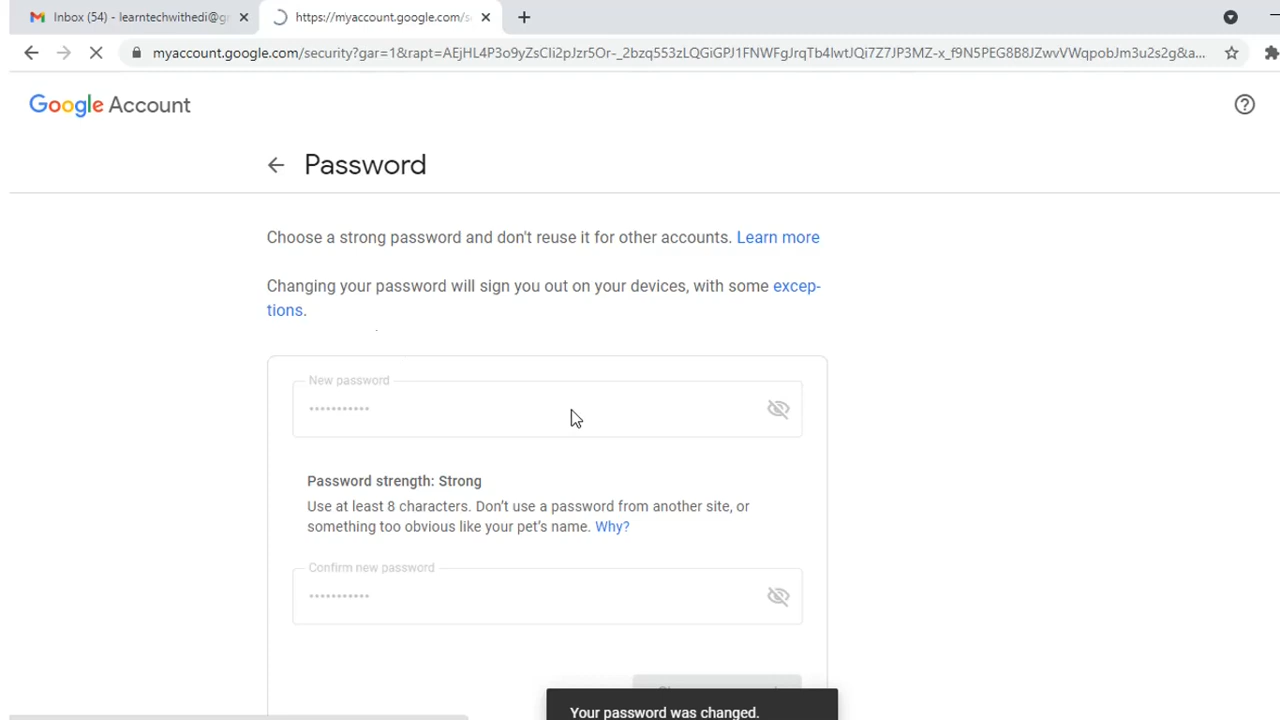 Inbox (54) - learntechwithedi@gr
https://myaccount.google.com/s
myaccount.google.com/security?gar=1&rapt=AEjHL4P3o9yZsCli2pJzr5Or-_2bzq553zLQGiGPJ1FNWFgJrqTb4lwtJQi7Z7JP3MZ-x_f9N5PEG8B8JZwvVWqpobJm3u2s2g&a...
Google Account
Password
Choose a strong password and don't reuse it for other accounts. Learn more
Changing your password will sign you out on your devices, with some excep-
tions.
New password
Password strength: Strong
Use at least 8 characters. Don't use a password from another site, or
something too obvious like your pet's name. Why?
Confirm new password
Your password was changed.